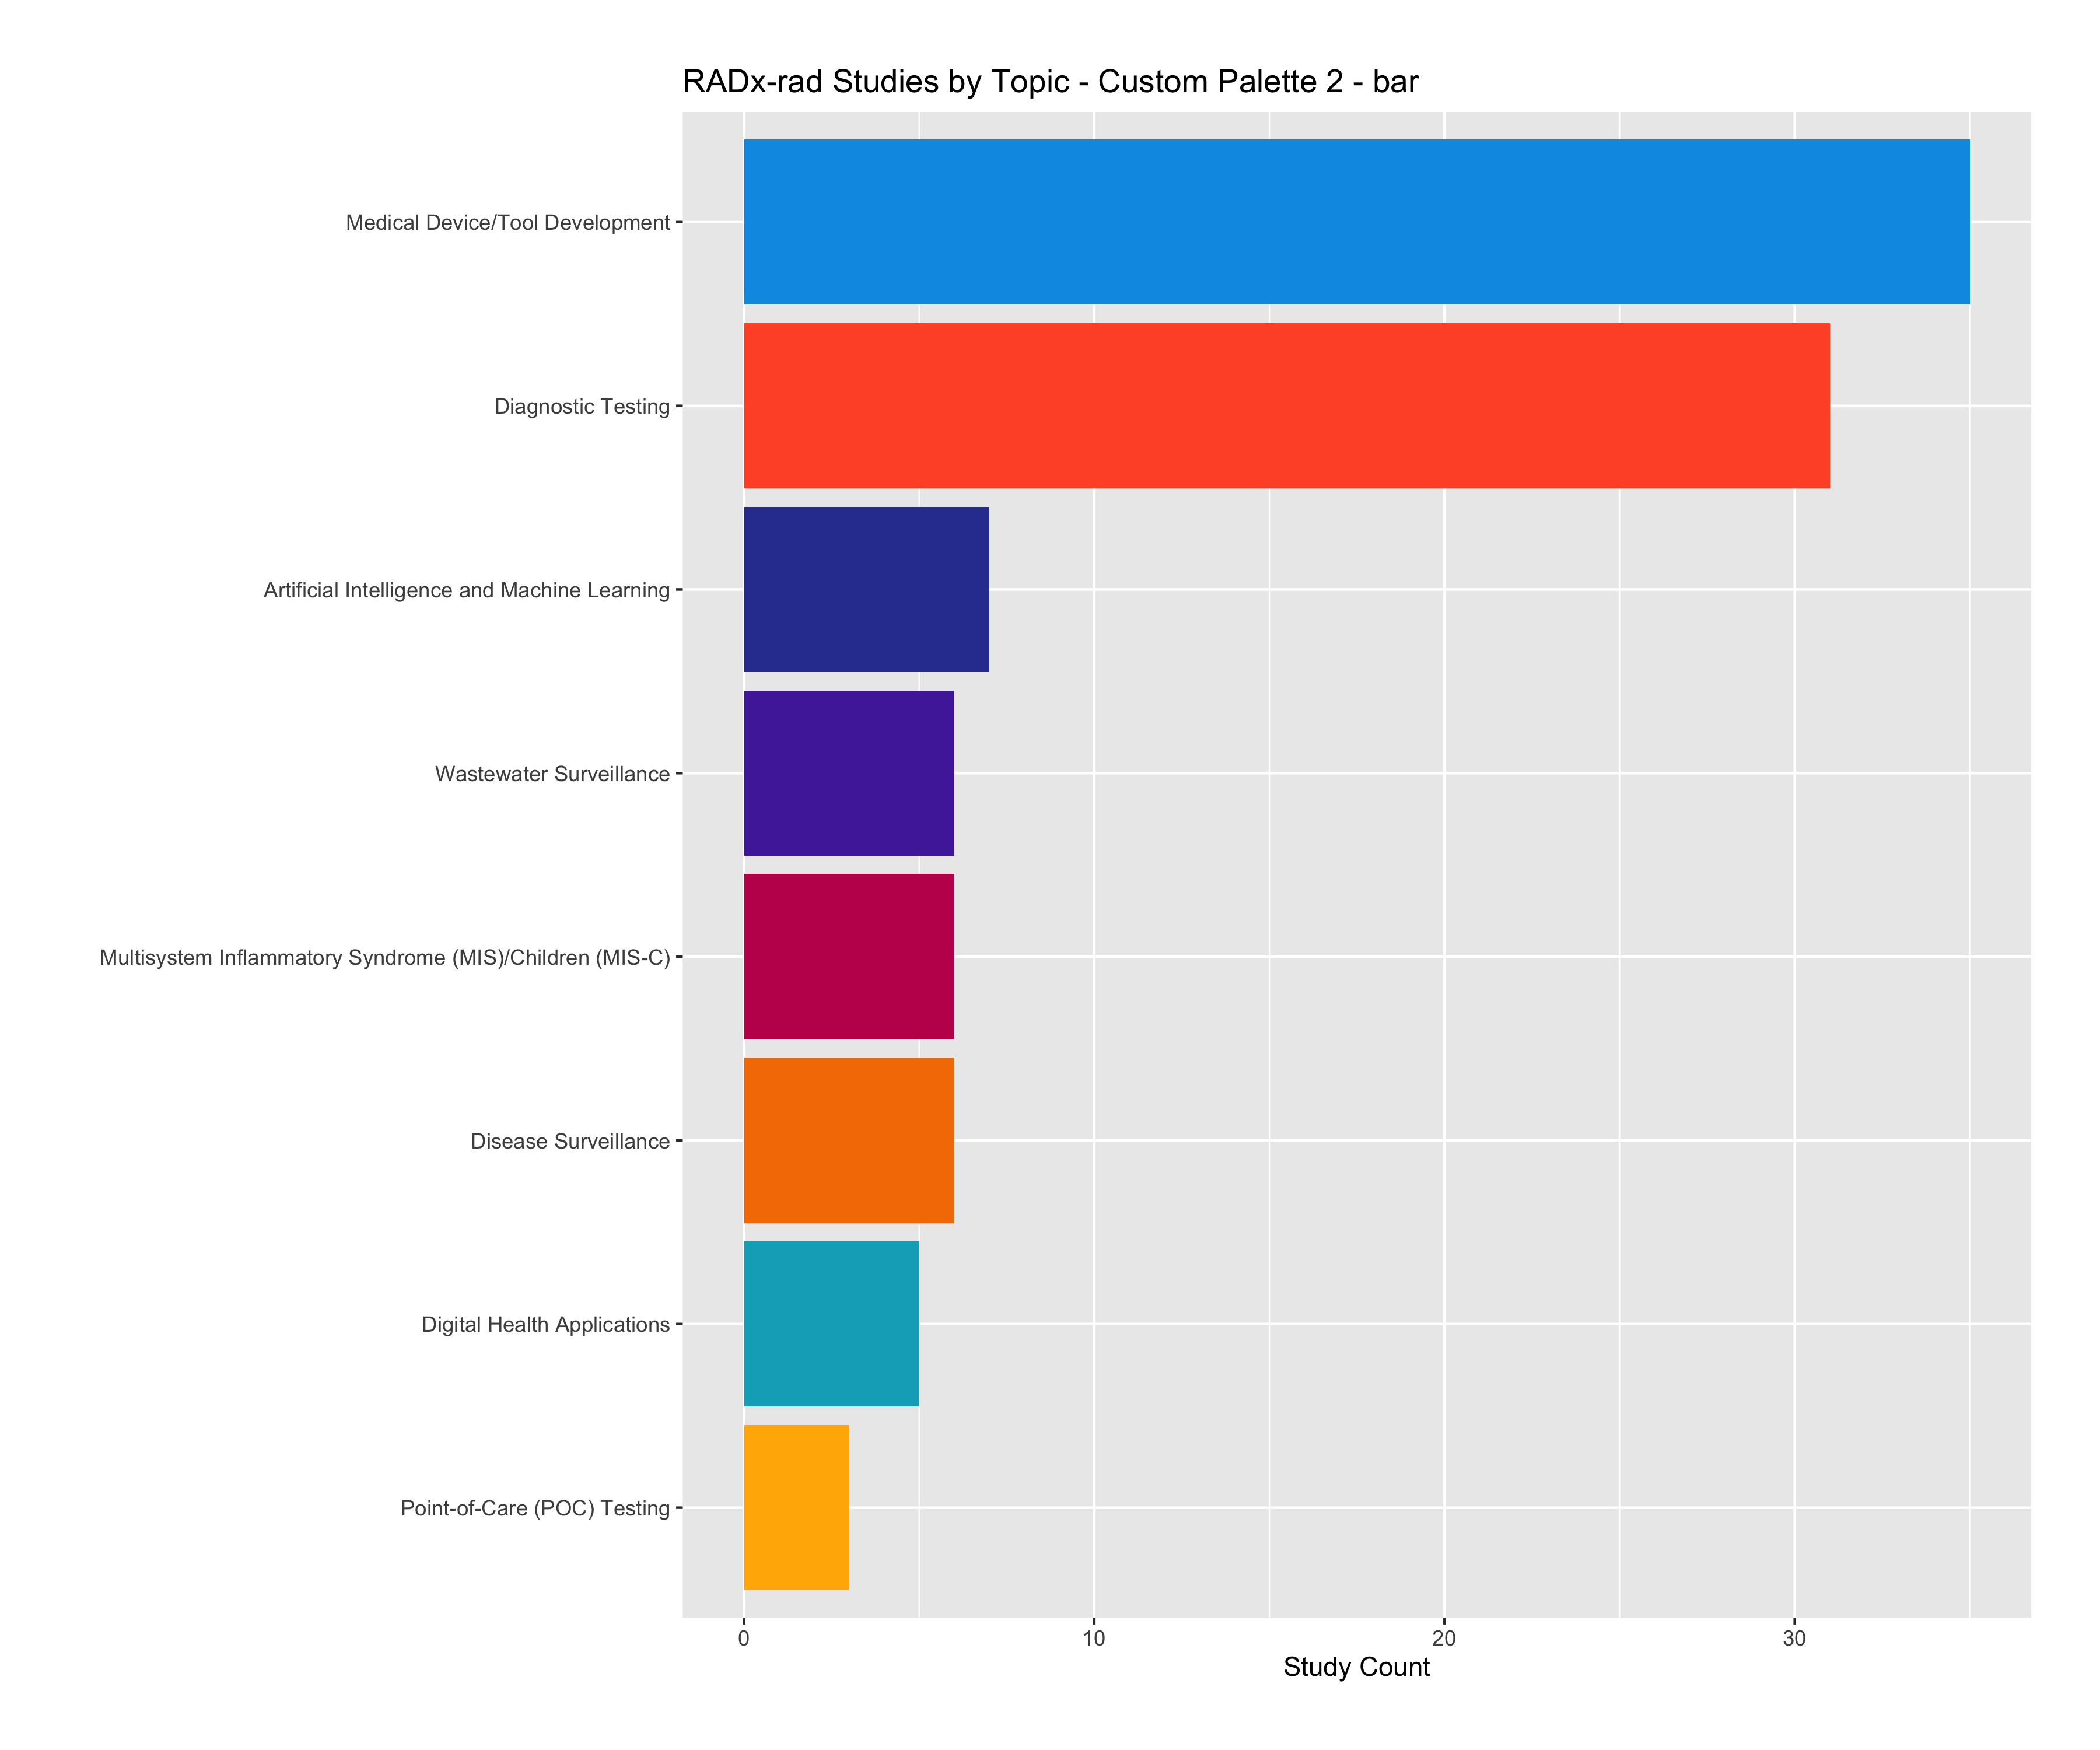 RADx-rad Studies by Topic - Custom Palette 2 - bar
Medical Device/Tool Development
Diagnostic Testing
Artificial Intelligence and Machine Learning
Wastewater Surveillance
Multisystem Inflammatory Syndrome (MIS)/Children (MIS-C)
Disease Surveillance
Digital Health Applications
Point-of-Care (POC) Testing
0 10 20 30
Study Count